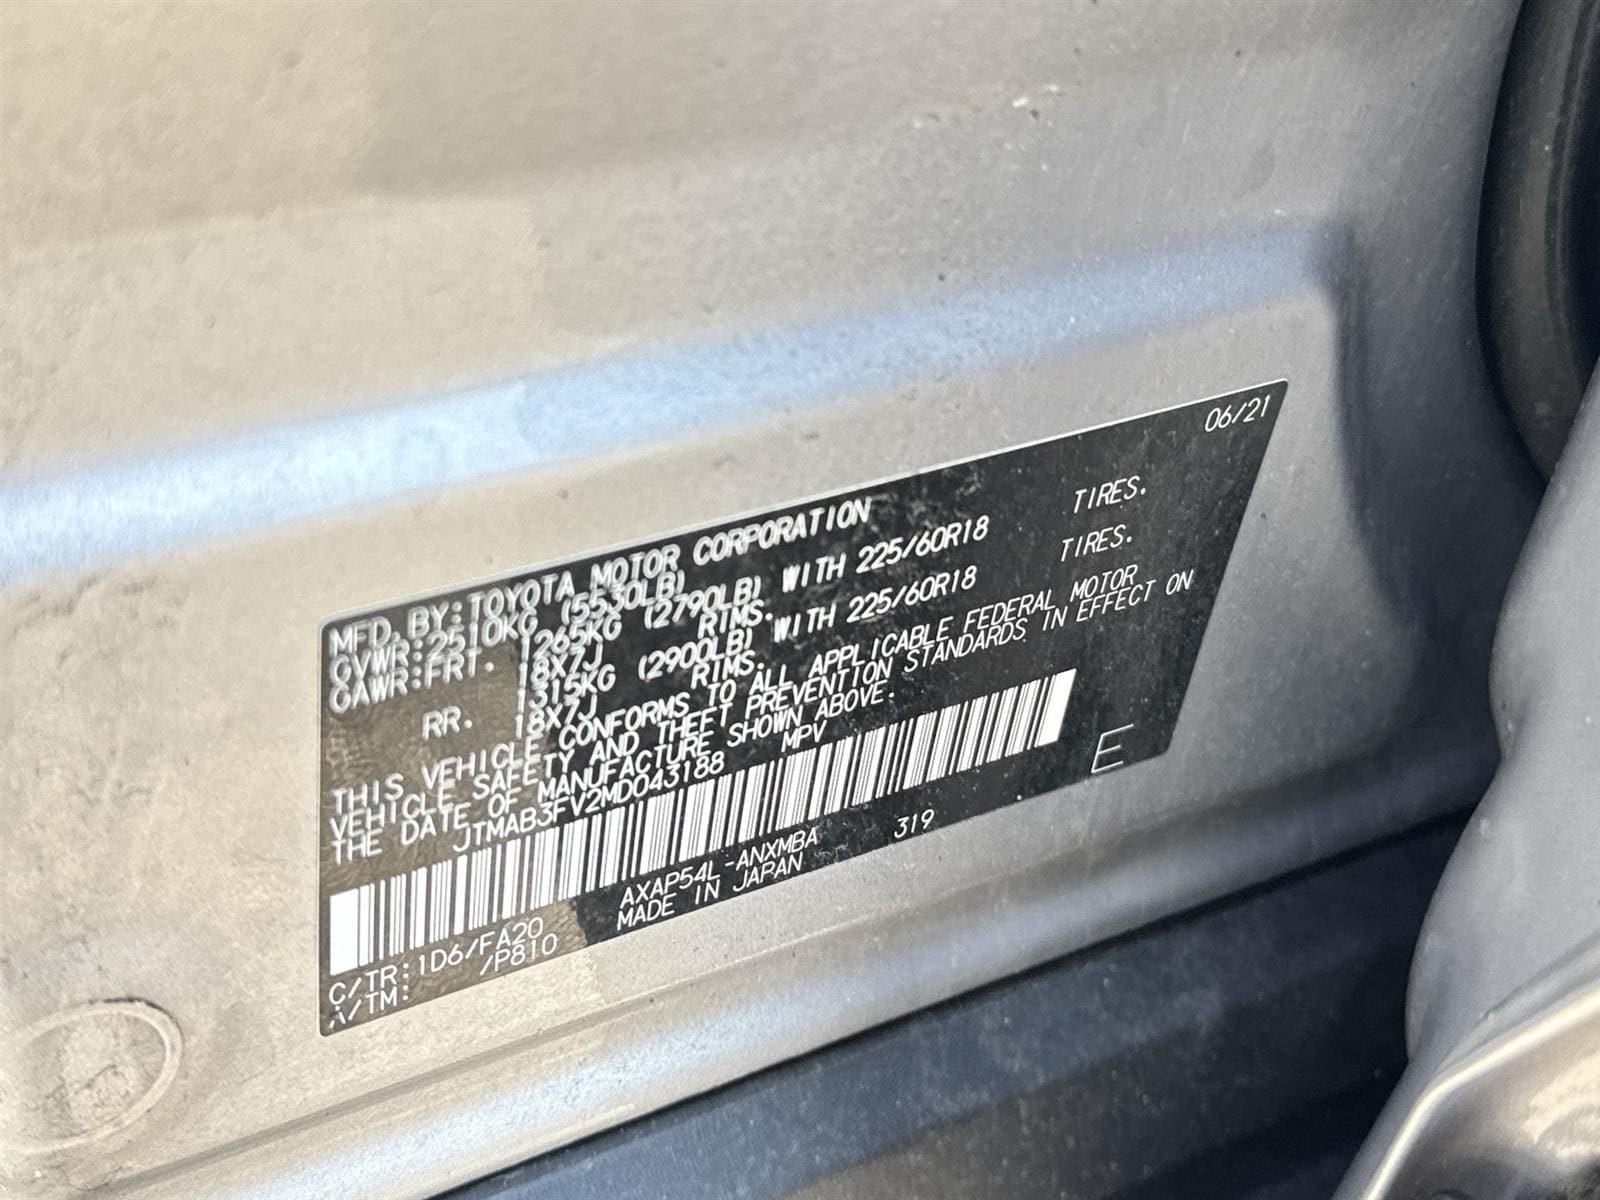 06/21
MFD. BY: TOYOTA MOTOR CORPORATION
GVWR: 2510KG (5530LB)
GAWR: FRT. 1265KG (2790LB) WITH 225/60R18 TIRES.
18X7J RIMS.
RR. 1315KG (2900LB) WITH 225/60R18 TIRES.
18X7J RIMS.
THIS VEHICLE CONFORMS TO ALL APPLICABLE FEDERAL MOTOR
VEHICLE SAFETY AND THEFT PREVENTION STANDARDS IN EFFECT ON
THE DATE OF MANUFACTURE SHOWN ABOVE.
JTMAB3FV2MD043188 MPV
E
C/TR: 1D6/FA20 AXAP54L-ANXMBA 319
A/TM: /P810 MADE IN JAPAN